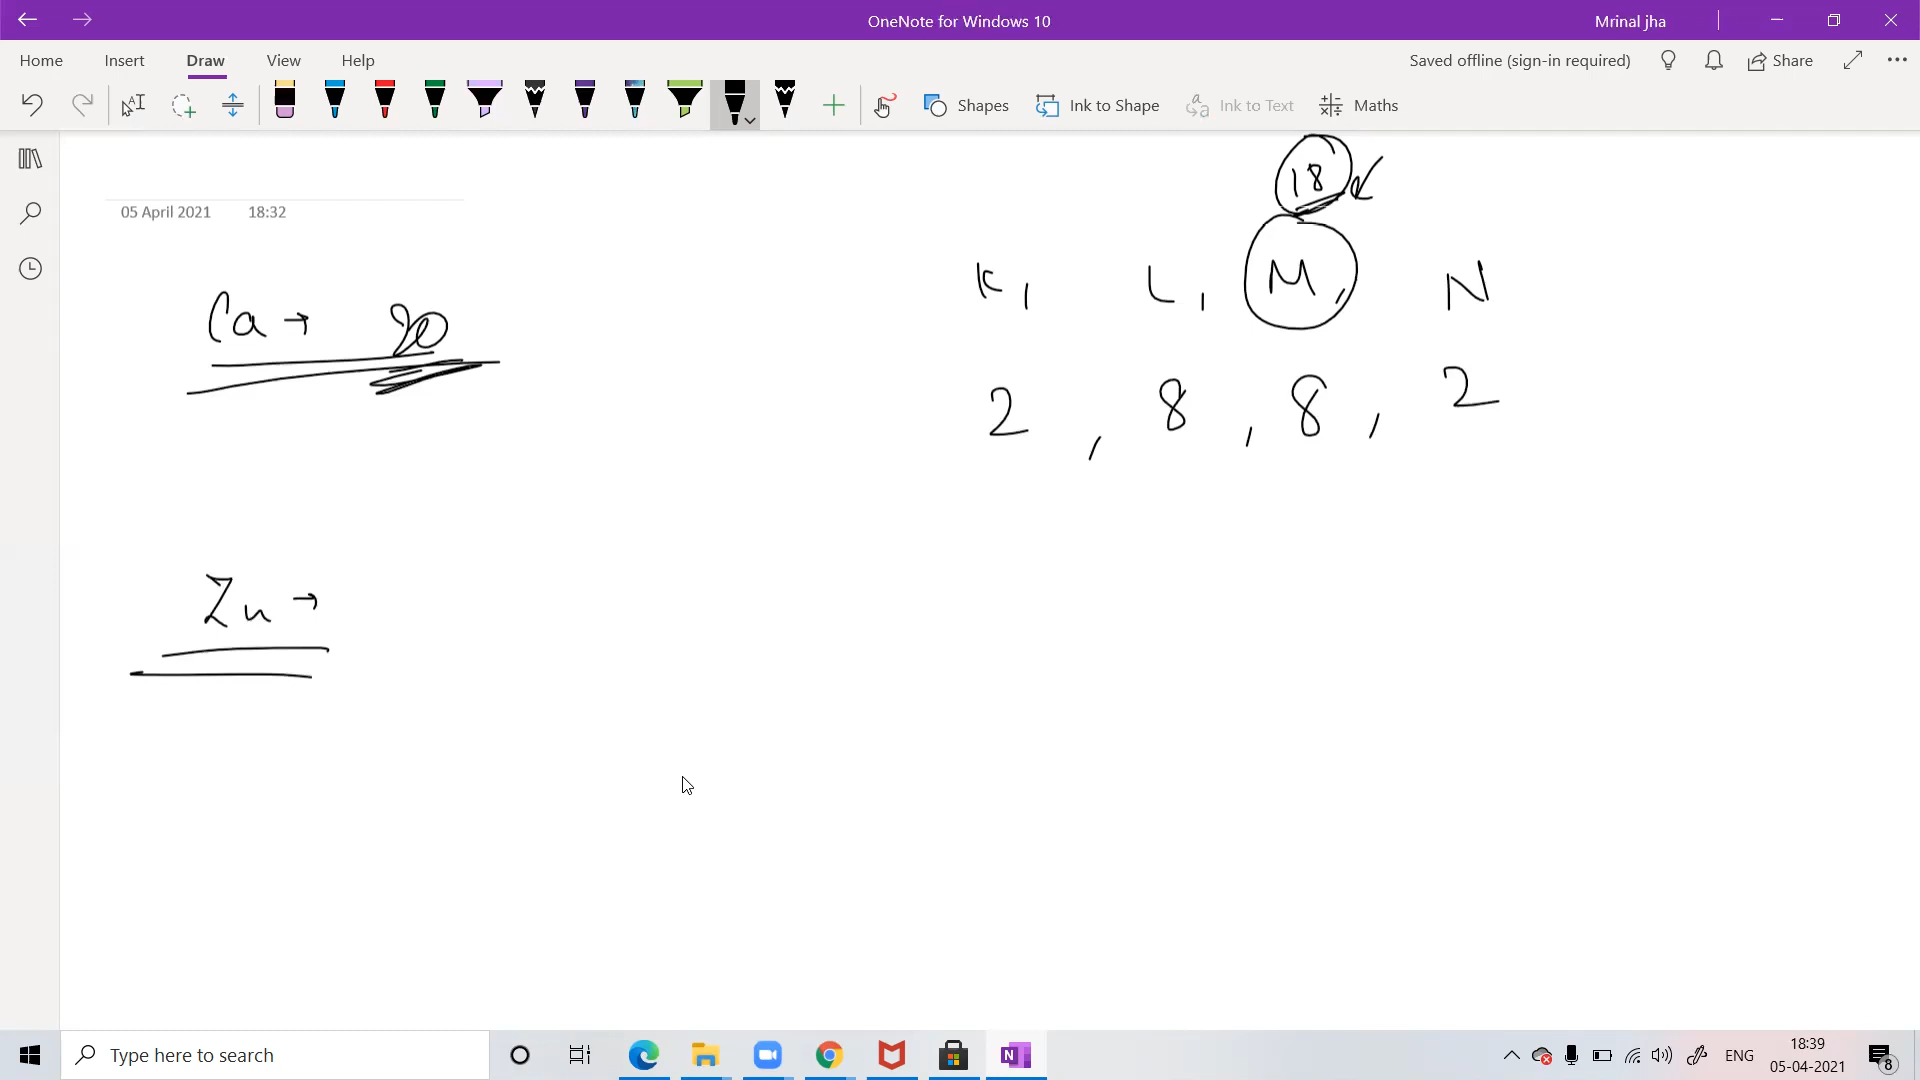 OneNote for Windows 10
Mrinal jha
Home Insert Draw View Help
Saved offline (sign-in required) Share
Shapes Ink to Shape Ink to Text Maths
05 April 2021 18:32
18
K, L, M, N
Ca → 20
2, 8, 8, 2
Zn →
Type here to search
ENG
18:39
05-04-2021
8